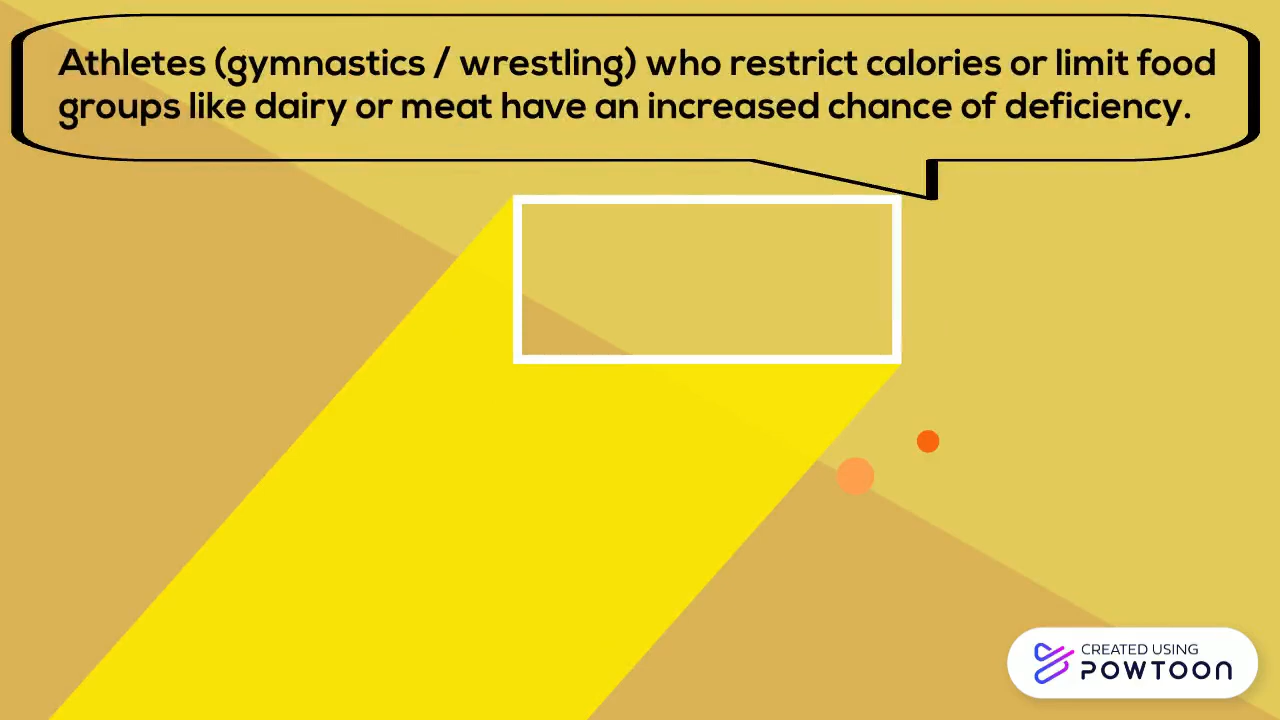 Athletes (gymnastics / wrestling) who restrict calories or limit food
groups like dairy or meat have an increased chance of deficiency.
CREATED USING
POWTOON